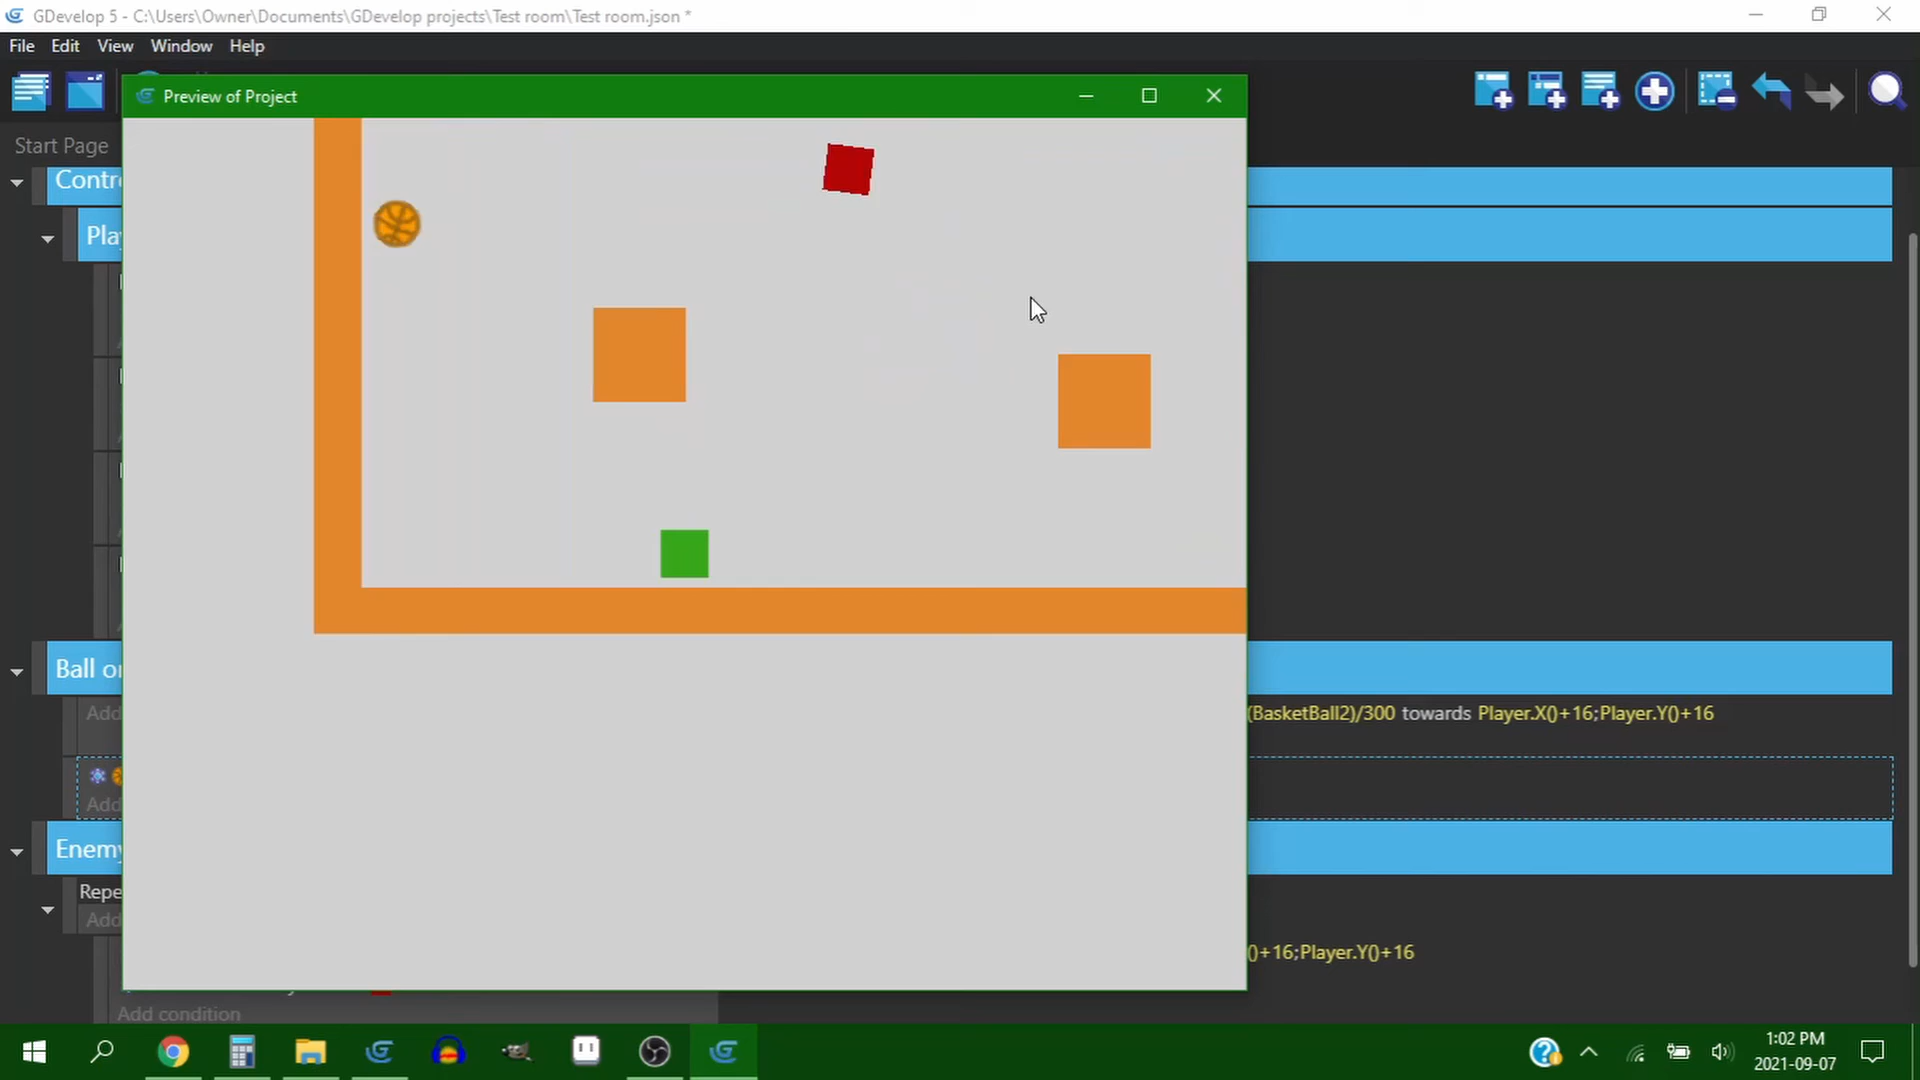 GDevelop 5 - C:\Users\Owner\Documents\GDevelop projects\Test room\Test room.json *
File Edit View Window Help
Preview of Project
Start Page
Contr
Pla
Ball o
Add
(BasketBall2)/300 towards Player.X()+16;Player.Y()+16
Add
Enemy
Repe
Add
)+16;Player.Y()+16
Add condition
1:02 PM
2021-09-07